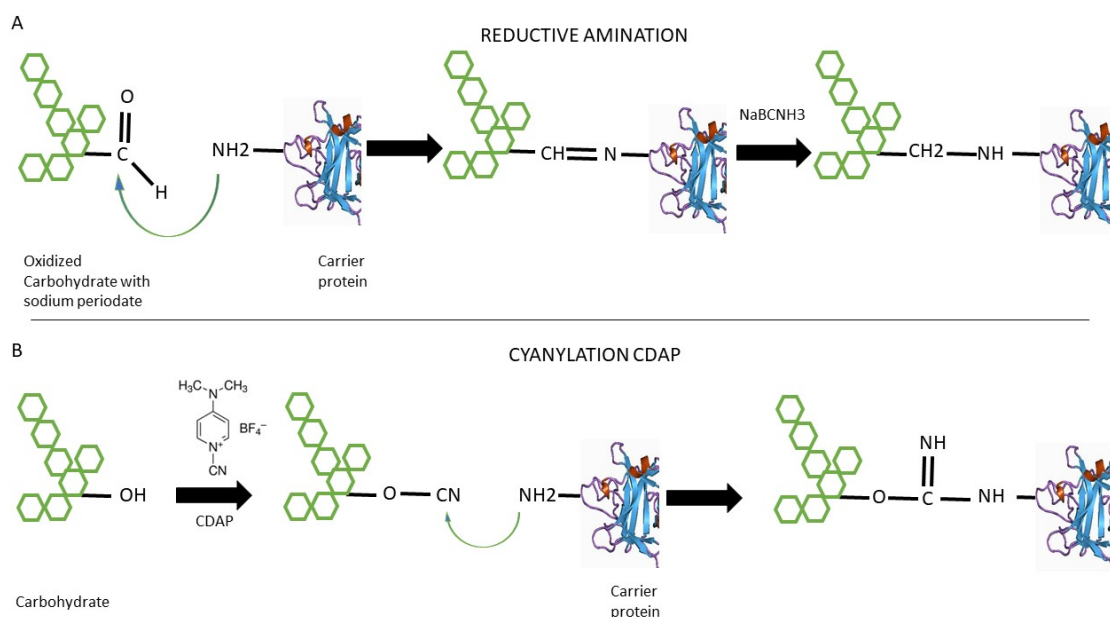 A
REDUCTIVE AMINATION
O
C
H
NH2
CH
N
NaBCNH3
CH2
NH
Oxidized
Carbohydrate with
sodium periodate
Carrier
protein
B
CYANYLATION CDAP
H₃C
N
CH₃
N⁺
CN
BF₄⁻
CDAP
OH
O
CN
NH2
NH
O
C
NH
Carbohydrate
Carrier
protein